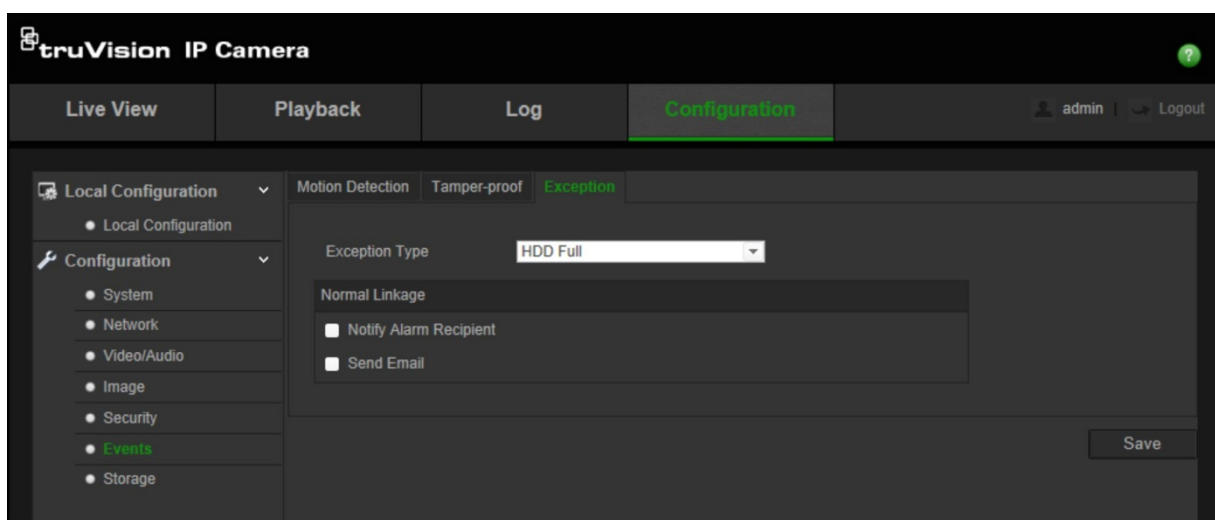 truVision IP Camera
?
Live View Playback Log Configuration admin | Logout
Local Configuration
Local Configuration
Configuration
System
Network
Video/Audio
Image
Security
Events
Storage
Motion Detection Tamper-proof Exception
Exception Type HDD Full
Normal Linkage
Notify Alarm Recipient
Send Email
Save